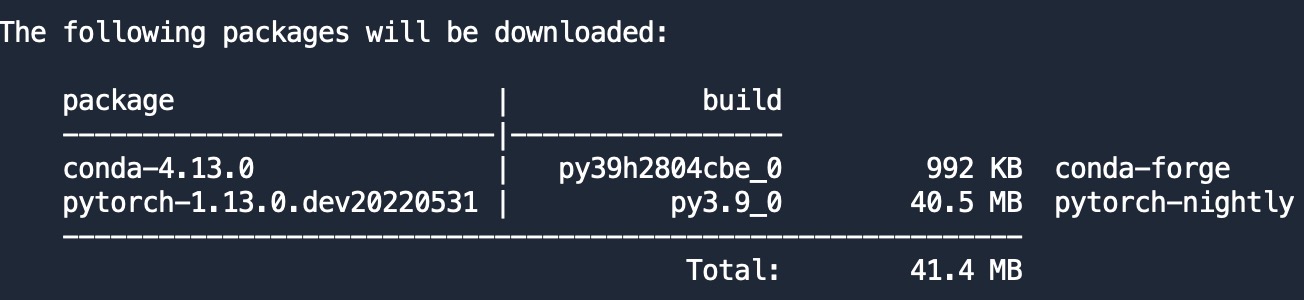 The following packages will be downloaded:
package | build
---------------------------|-----------------
conda-4.13.0 | py39h2804cbe_0 992 KB conda-forge
pytorch-1.13.0.dev20220531 | py3.9_0 40.5 MB pytorch-nightly
------------------------------------------------------------
Total: 41.4 MB